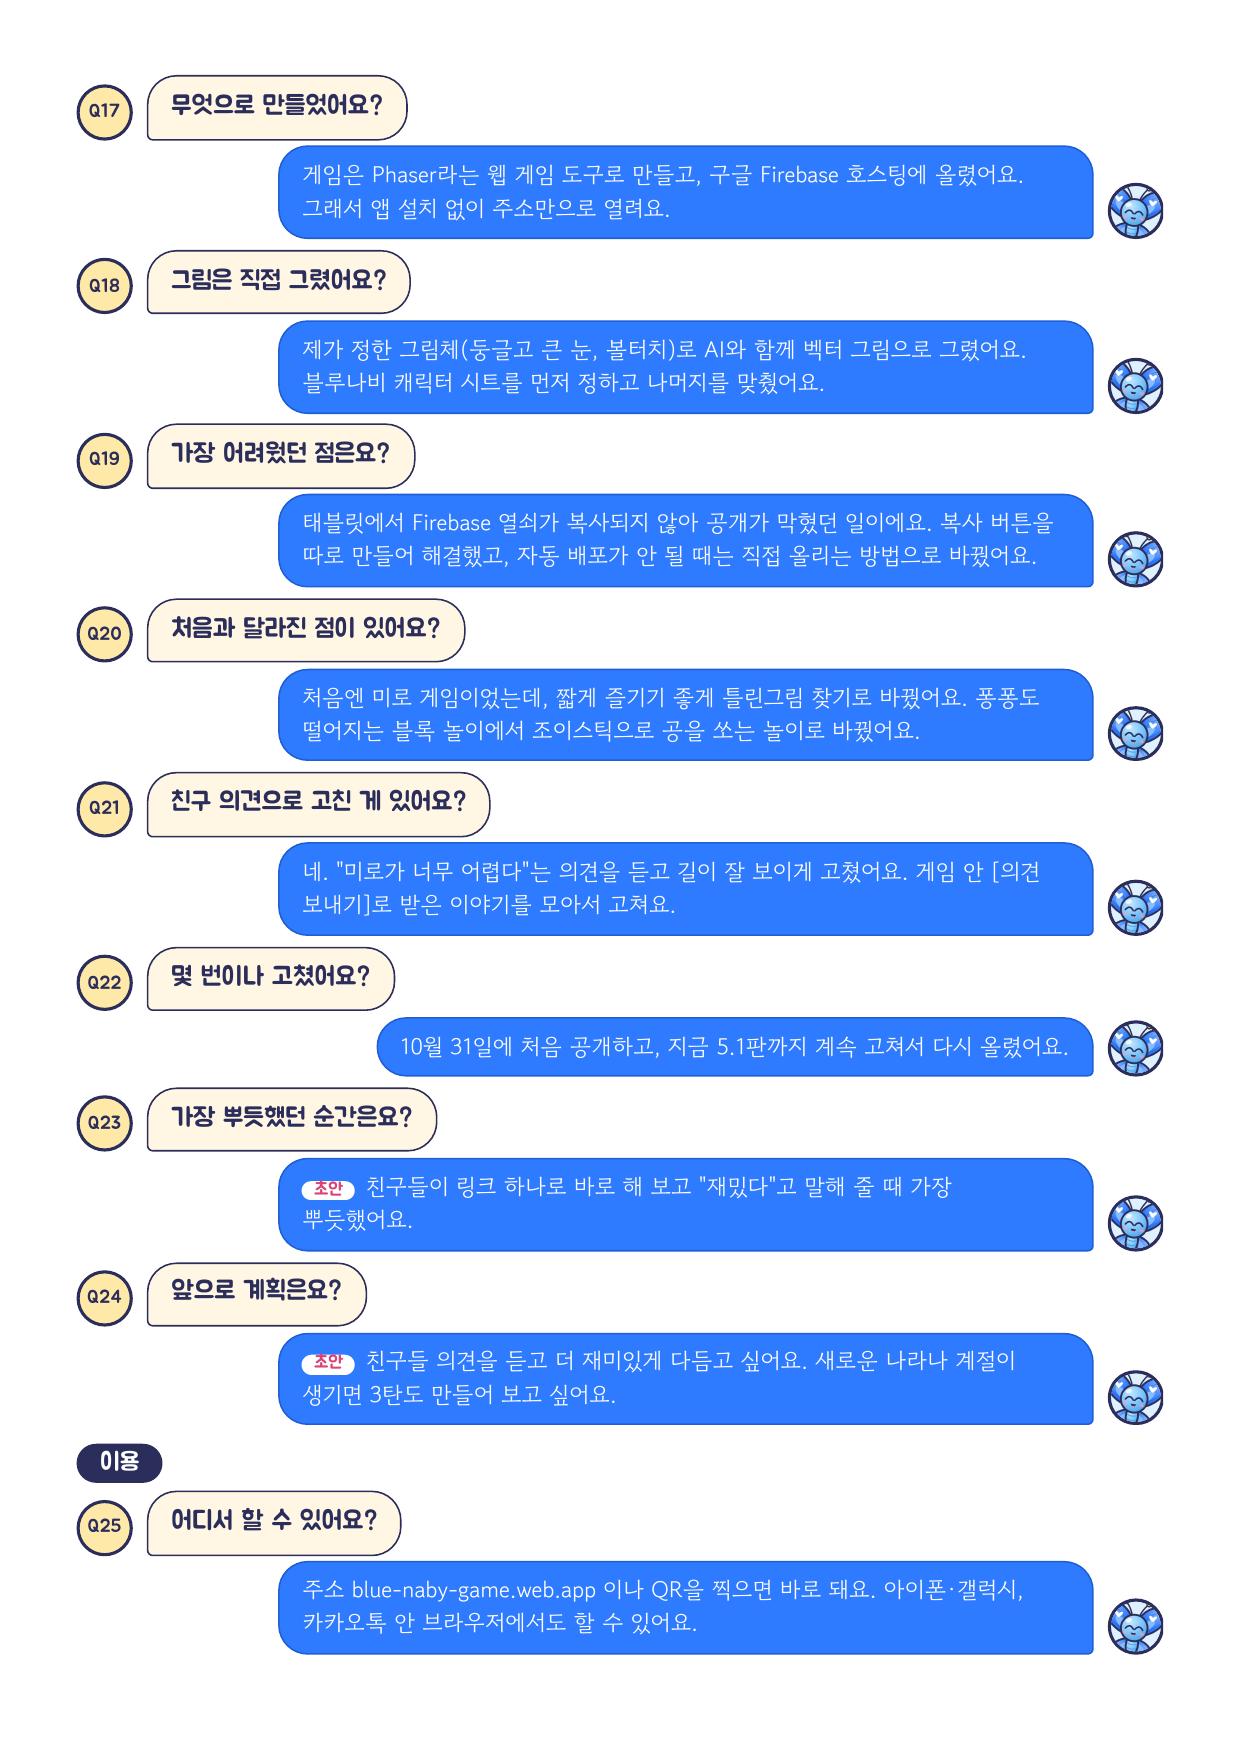 Q17
무엇으로 만들었어요?
게임은 Phaser라는 웹 게임 도구로 만들고, 구글 Firebase 호스팅에 올렸어요.
그래서 앱 설치 없이 주소만으로 열려요.
Q18
그림은 직접 그렸어요?
제가 정한 그림체(둥글고 큰 눈, 볼터치)로 AI와 함께 벡터 그림으로 그렸어요.
블루나비 캐릭터 시트를 먼저 정하고 나머지를 맞췄어요.
Q19
가장 어려웠던 점은요?
태블릿에서 Firebase 열쇠가 복사되지 않아 공개가 막혔던 일이에요. 복사 버튼을
따로 만들어 해결했고, 자동 배포가 안 될 때는 직접 올리는 방법으로 바꿨어요.
Q20
처음과 달라진 점이 있어요?
처음엔 미로 게임이었는데, 짧게 즐기기 좋게 틀린그림 찾기로 바꿨어요. 퐁퐁도
떨어지는 블록 놀이에서 조이스틱으로 공을 쏘는 놀이로 바꿨어요.
Q21
친구 의견으로 고친 게 있어요?
네. "미로가 너무 어렵다"는 의견을 듣고 길이 잘 보이게 고쳤어요. 게임 안 [의견
보내기]로 받은 이야기를 모아서 고쳐요.
Q22
몇 번이나 고쳤어요?
10월 31일에 처음 공개하고, 지금 5.1판까지 계속 고쳐서 다시 올렸어요.
Q23
가장 뿌듯했던 순간은요?
초안 친구들이 링크 하나로 바로 해 보고 "재밌다"고 말해 줄 때 가장
뿌듯했어요.
Q24
앞으로 계획은요?
초안 친구들 의견을 듣고 더 재미있게 다듬고 싶어요. 새로운 나라나 계절이
생기면 3탄도 만들어 보고 싶어요.
이용
Q25
어디서 할 수 있어요?
주소 blue-naby-game.web.app 이나 QR을 찍으면 바로 돼요. 아이폰·갤럭시,
카카오톡 안 브라우저에서도 할 수 있어요.